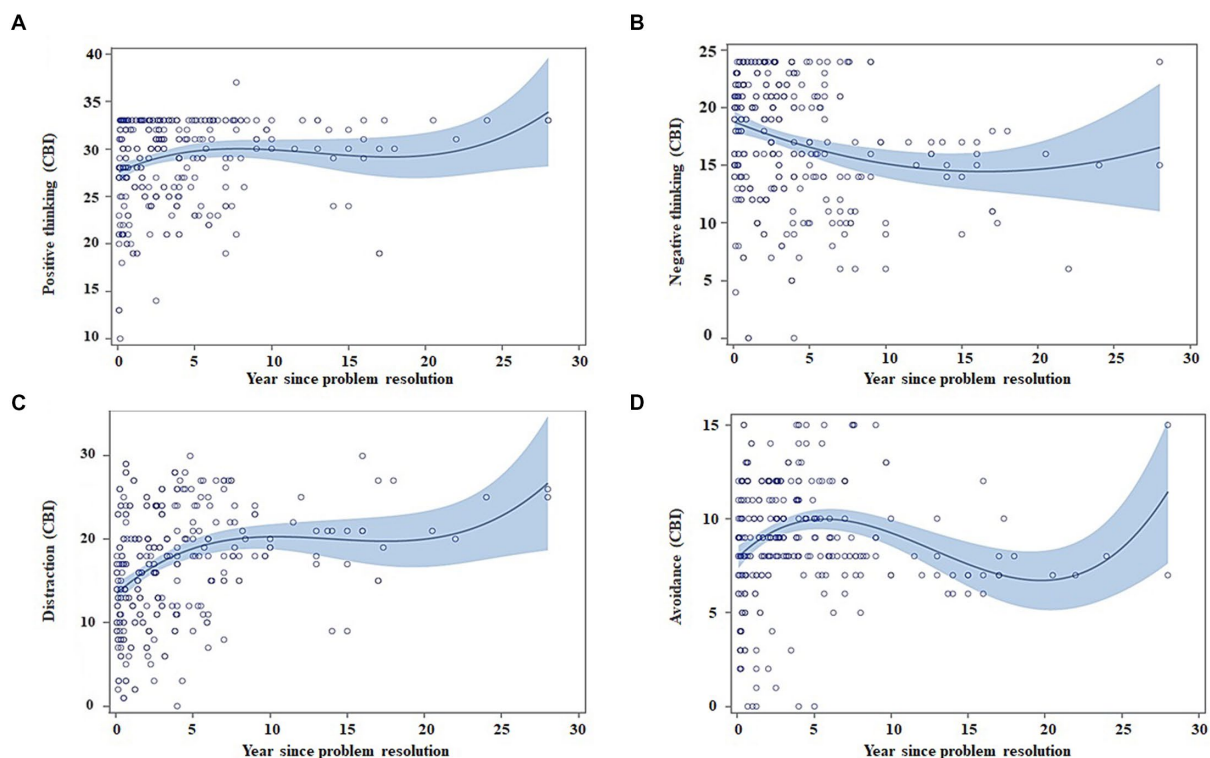 A
Positive thinking (CBI)
40
35
30
25
20
15
10
0 5 10 15 20 25 30
Year since problem resolution
B
Negative thinking (CBI)
25
20
15
10
5
0
0 5 10 15 20 25 30
Year since problem resolution
C
Distraction (CBI)
30
20
10
0
0 5 10 15 20 25 30
Year since problem resolution
D
Avoidance (CBI)
15
10
5
0
0 5 10 15 20 25 30
Year since problem resolution